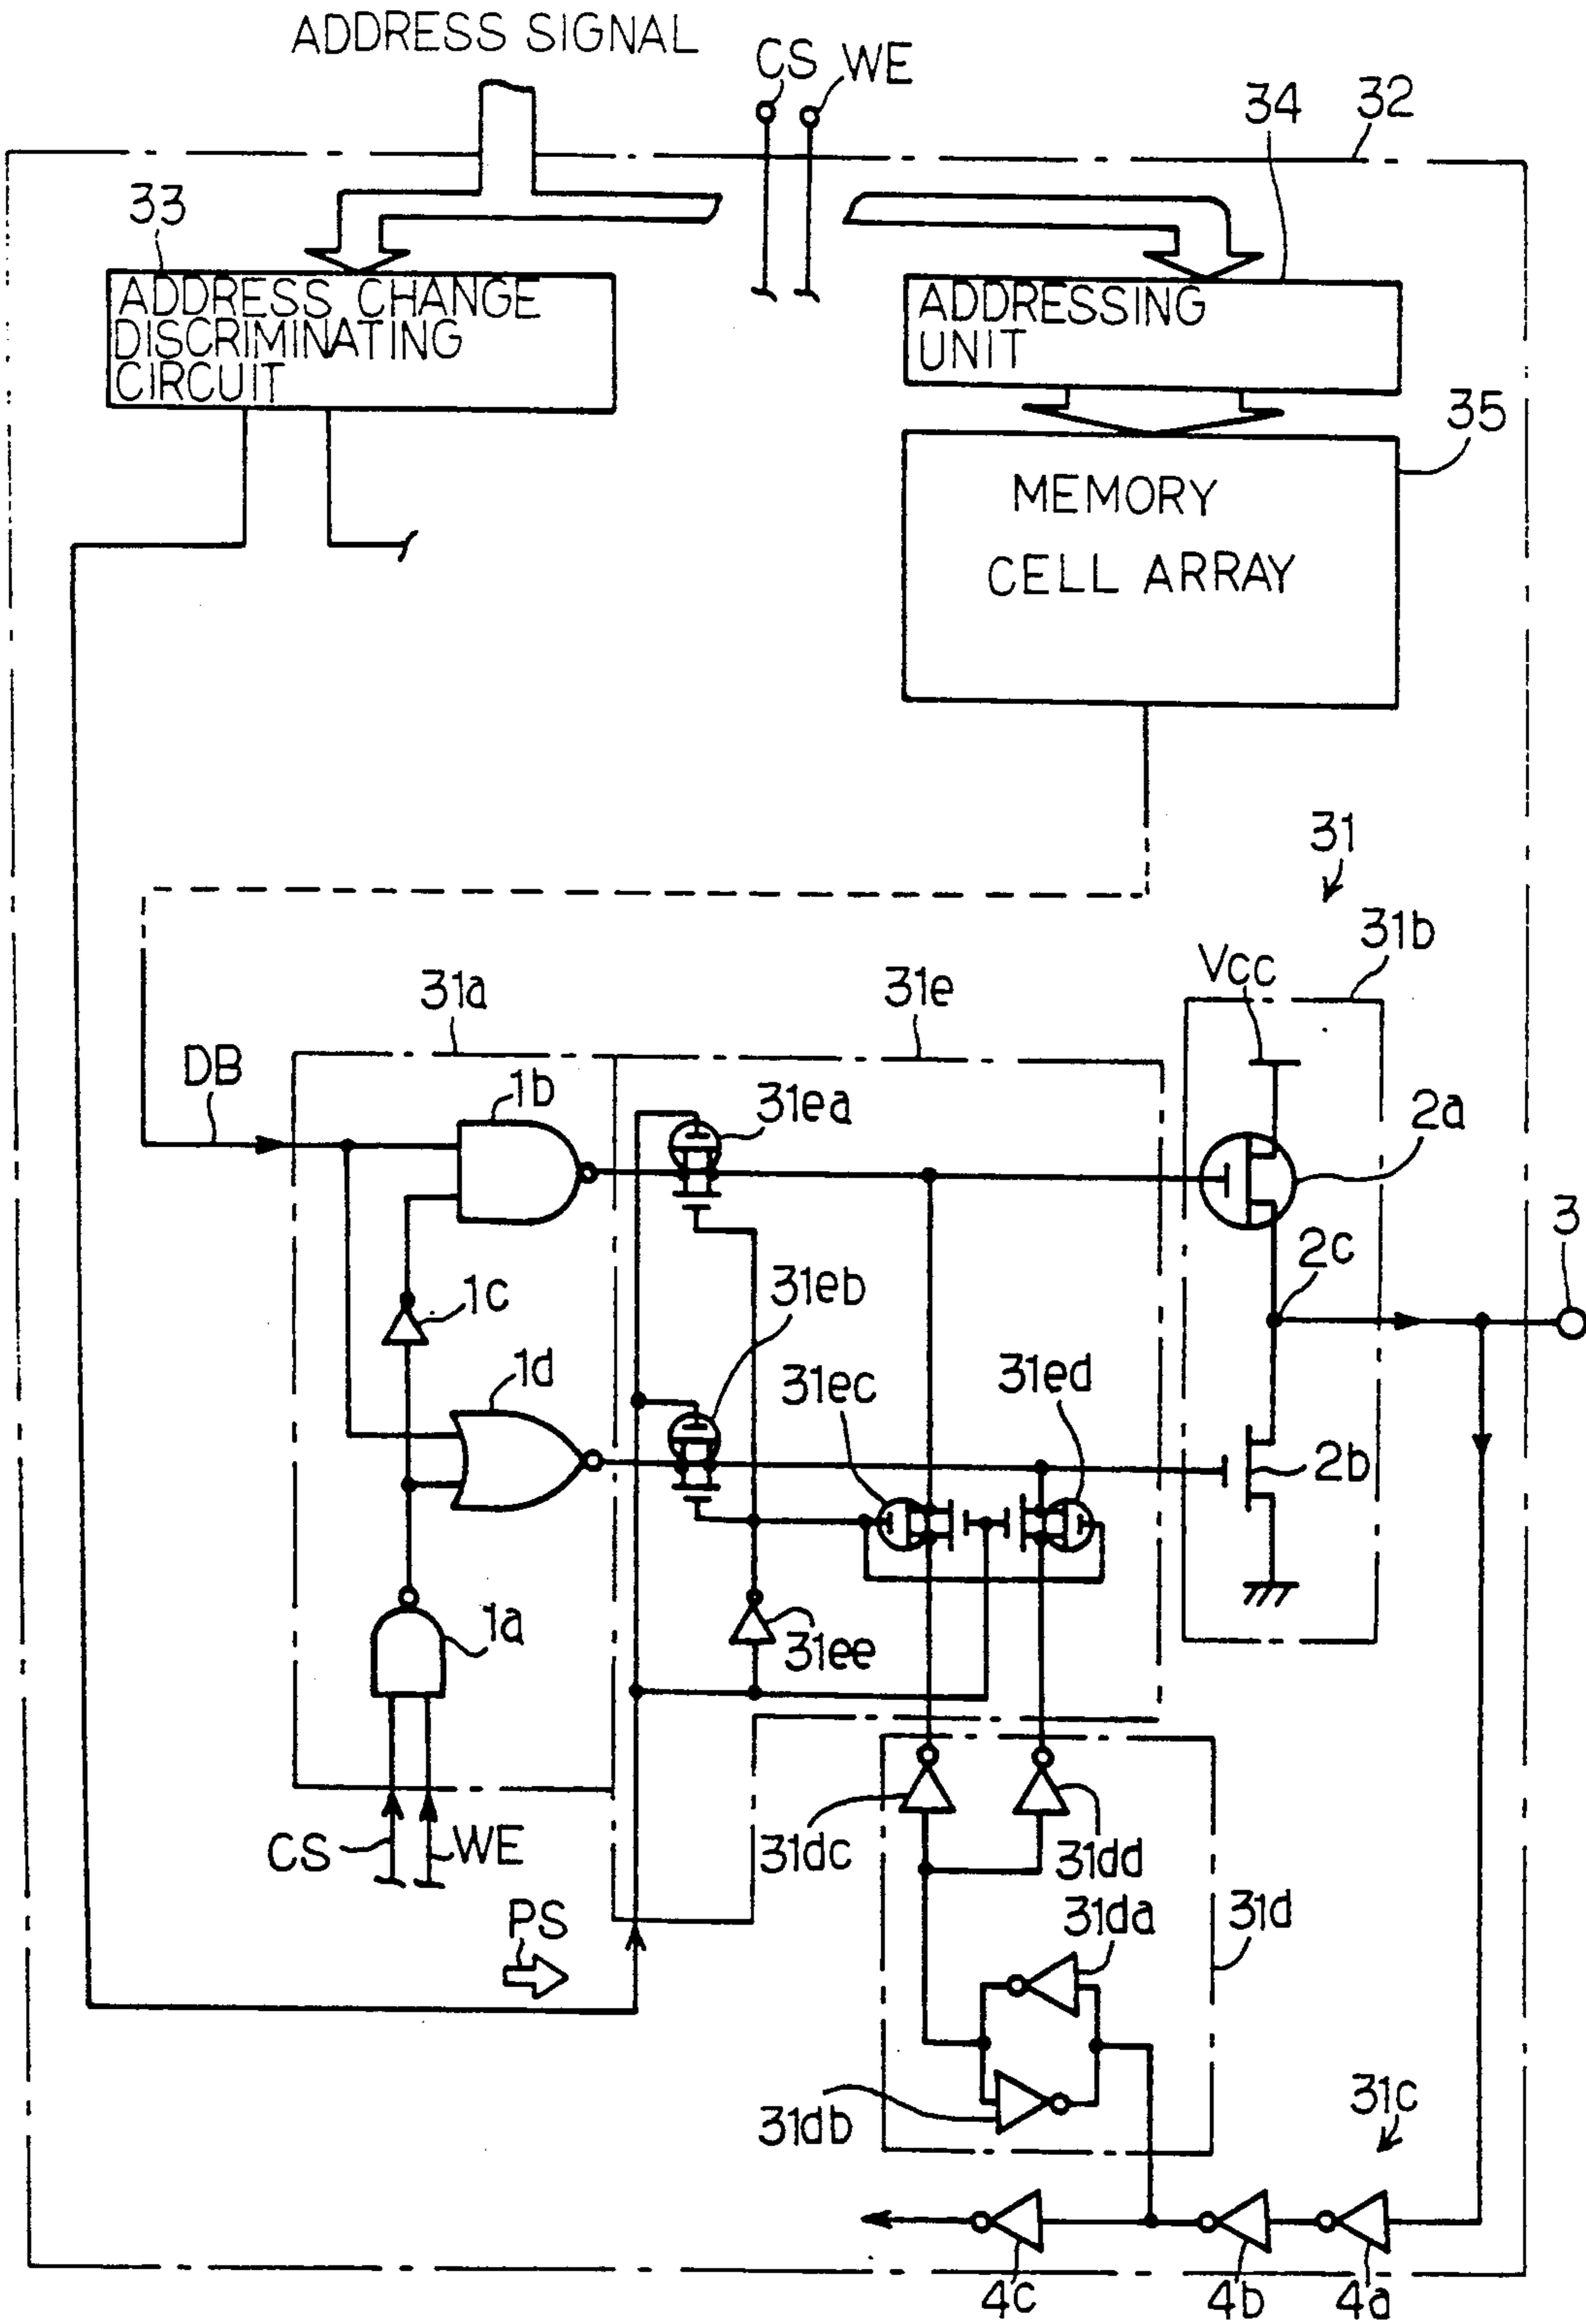 ADDRESS SIGNAL
CS WE
34
32
33
ADDRESS CHANGE
DISCRIMINATING
CIRCUIT
ADDRESSING
UNIT
35
MEMORY
CELL ARRAY
31
31b
Vcc
31a
31e
DB
1b
31ea
2a
3
2c
1c
31eb
1d
31ec
31ed
2b
1a
31ee
CS
WE
31dc
31dd
PS
31da
31d
31db
31c
4c
4b
4a